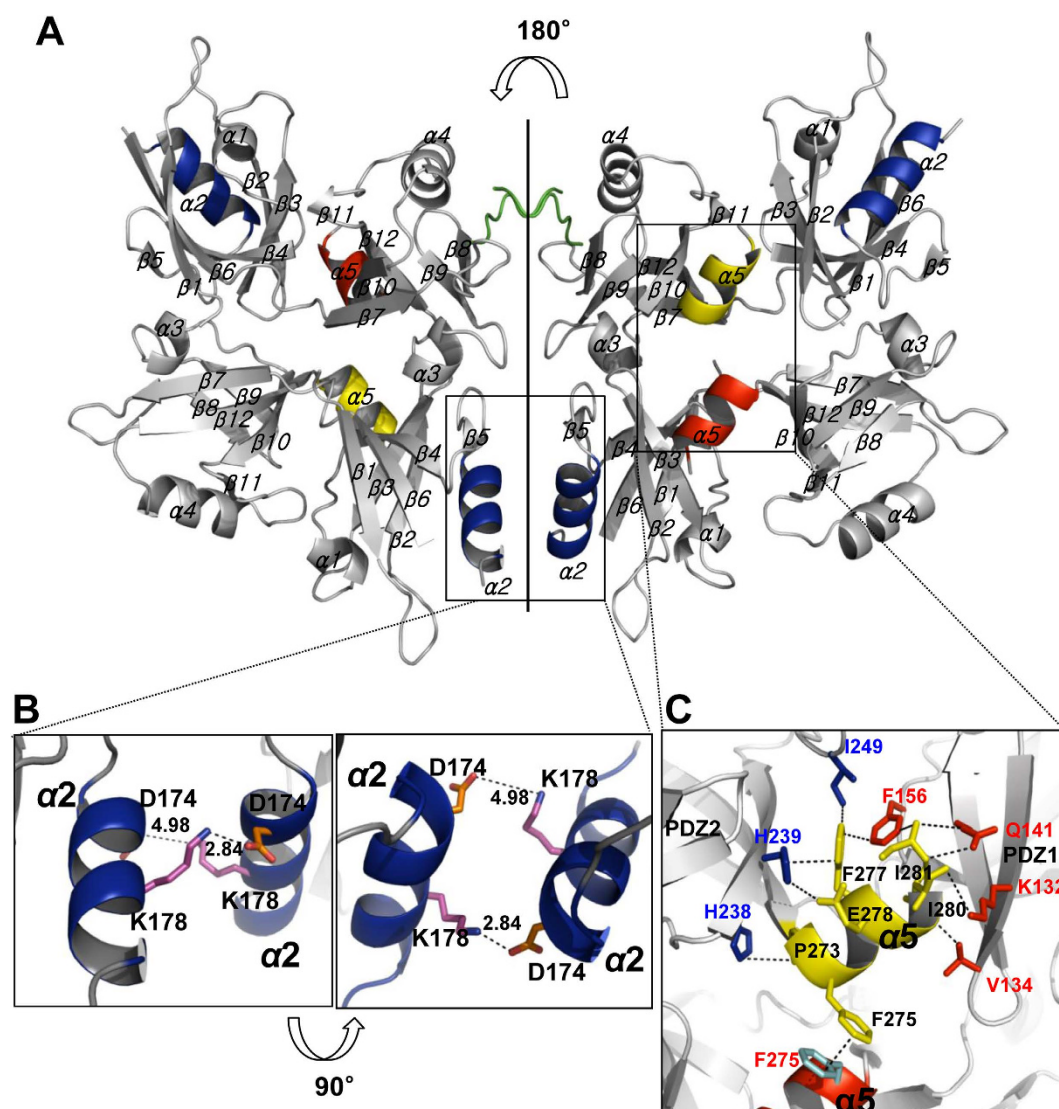 A
180°
α1
β2
α2
β3
β5
β6
β4
β1
α4
β11
β12
α5
β10
β7
β8
β9
α3
α3
β7
β8
β9
β12
β10
β11
α4
α5
β4
β1
β3
β6
β2
α1
β5
α2
α4
β11
β8
β12
β9
β10
β7
α5
α3
α1
α2
β3
β2
β6
β4
β1
β5
α3
β7
β9
β12
β8
β10
β11
α4
α5
β5
β4
β3
β6
β1
β2
α1
α2
B
α2
D174
4.98
D174
2.84
K178
K178
α2
D174
4.98
K178
K178
2.84
D174
α2
90°
C
I249
F156
Q141
PDZ2
PDZ1
H239
F277
I281
K132
H238
E278
I280
α5
P273
V134
F275
F275
α5